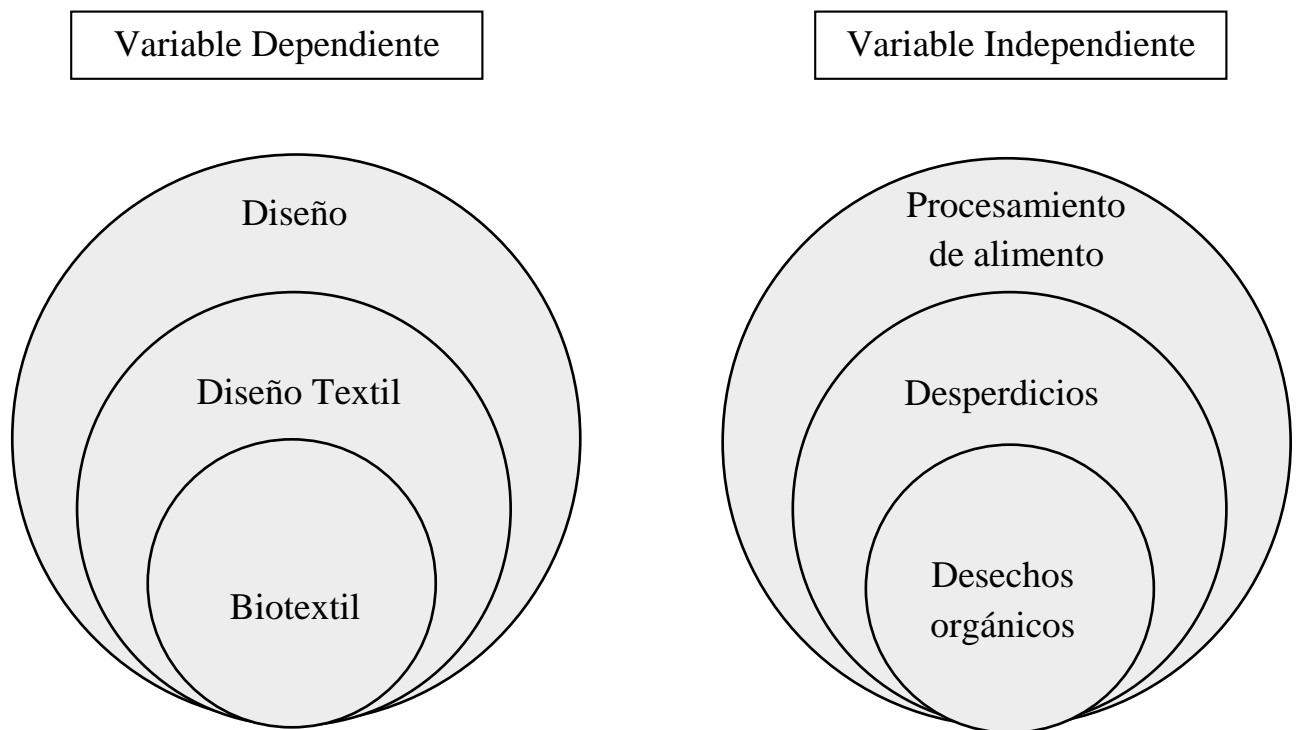 Variable Dependiente
Variable Independiente
Diseño
Diseño Textil
Biotextil
Procesamiento
de alimento
Desperdicios
Desechos
orgánicos